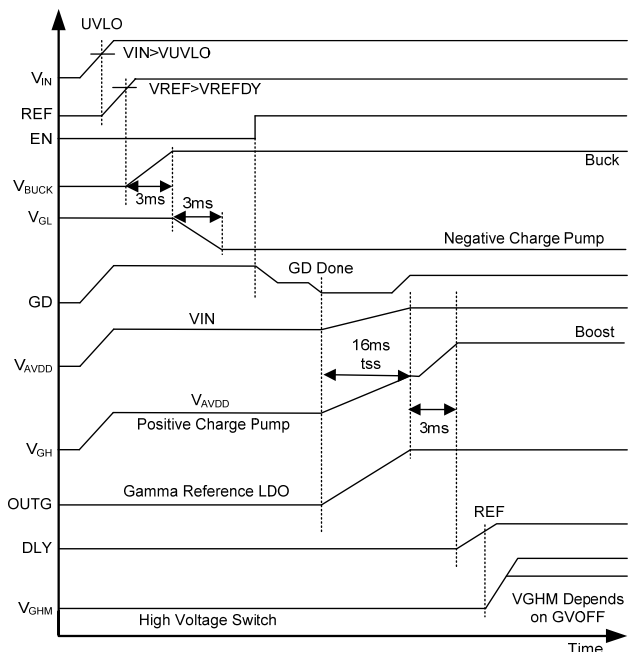 UVLO
VIN>VUVLO
VIN
VREF>VREFDY
REF
EN
Buck
VBUCK
3ms
3ms
VGL
Negative Charge Pump
GD Done
GD
VIN
Boost
16ms
tss
VAVDD
VAVDD
Positive Charge Pump
3ms
VGH
Gamma Reference LDO
OUTG
REF
DLY
VGHM Depends
on GVOFF
VGHM
High Voltage Switch
Time